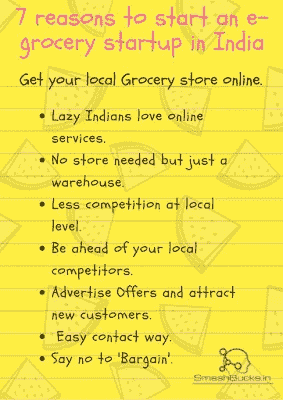 7 reasons to start an e-
grocery startup in India
Get your local Grocery store online.
• Lazy Indians love online
services.
• No store needed but just a
warehouse.
• Less competition at local
level.
• Be ahead of your local
competitors.
• Advertise Offers and attract
new customers.
• Easy contact way.
• Say no to 'Bargain'.
SmashBucks.in